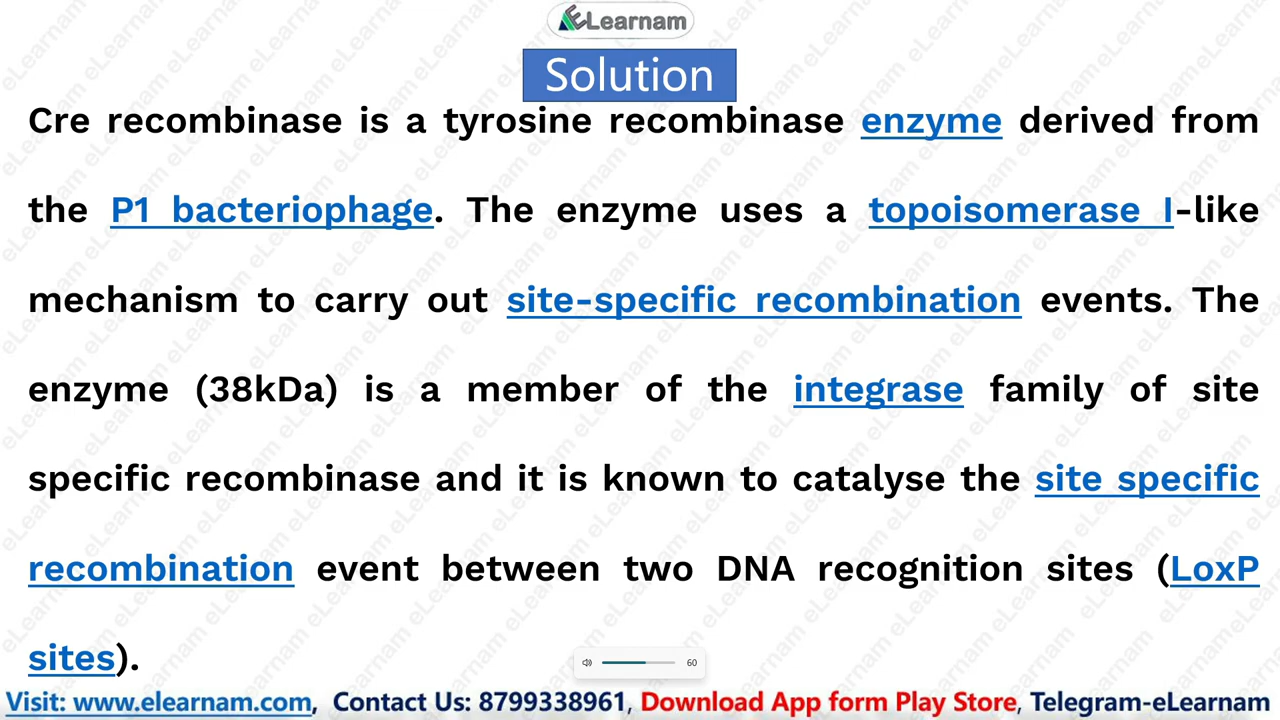 eLearnam
Solution
Cre recombinase is a tyrosine recombinase enzyme derived from
the P1 bacteriophage. The enzyme uses a topoisomerase I-like
mechanism to carry out site-specific recombination events. The
enzyme (38kDa) is a member of the integrase family of site
specific recombinase and it is known to catalyse the site specific
recombination event between two DNA recognition sites (LoxP
sites).
60
Visit: www.elearnam.com, Contact Us: 8799338961, Download App form Play Store, Telegram-eLearnam